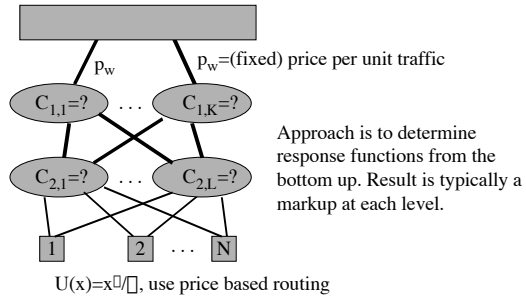 p_w
p_w=(fixed) price per unit traffic
C_{1,1}=? . . . C_{1,K}=?
Approach is to determine
response functions from the
bottom up. Result is typically a
markup at each level.
C_{2,1}=? . . . C_{2,L}=?
1 2 . . . N
U(x)=x▯/▯, use price based routing